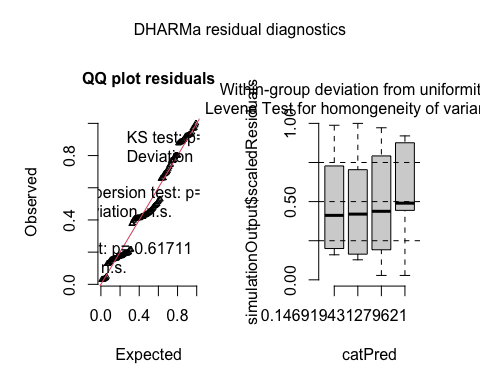 DHARMa residual diagnostics
QQ plot residuals
KS test: p=
Deviation
persion test: p=
viation n.s.
t: p= 0.61711
n.s.
Observed
0.0
0.4
0.8
0.0 0.4 0.8
Expected
Within-group deviation from uniformit
Levene Test for homogeneity of varia
simulationOutput$scaledResiduals
0.00
0.50
1.00
0.146919431279621
catPred